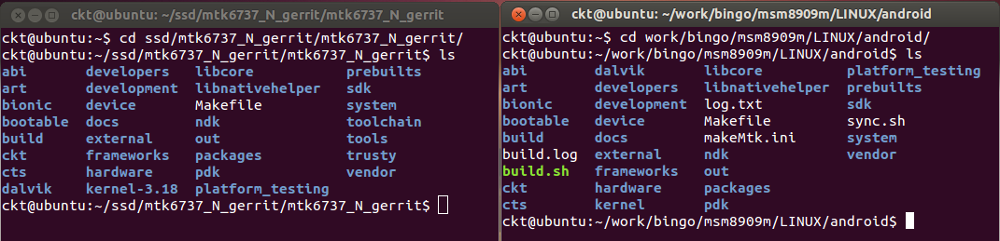 ckt@ubuntu: ~/ssd/mtk6737_N_gerrit/mtk6737_N_gerrit
ckt@ubuntu:~$ cd ssd/mtk6737_N_gerrit/mtk6737_N_gerrit/
ckt@ubuntu:~/ssd/mtk6737_N_gerrit/mtk6737_N_gerrit$ ls
abi developers libcore prebuilts
art development libnativehelper sdk
bionic device Makefile system
bootable docs ndk toolchain
build external out tools
ckt frameworks packages trusty
cts hardware pdk vendor
dalvik kernel-3.18 platform_testing
ckt@ubuntu:~/ssd/mtk6737_N_gerrit/mtk6737_N_gerrit$
ckt@ubuntu: ~/work/bingo/msm8909m/LINUX/android
ckt@ubuntu:~$ cd work/bingo/msm8909m/LINUX/android/
ckt@ubuntu:~/work/bingo/msm8909m/LINUX/android$ ls
abi dalvik libcore platform_testing
art developers libnativehelper prebuilts
bionic development log.txt sdk
bootable device Makefile sync.sh
build docs makeMtk.ini system
build.log external ndk vendor
build.sh frameworks out
ckt hardware packages
cts kernel pdk
ckt@ubuntu:~/work/bingo/msm8909m/LINUX/android$